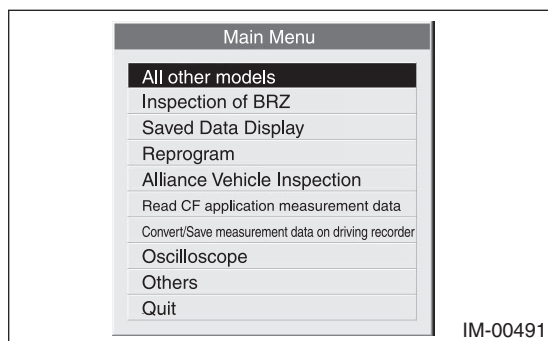 Main Menu
All other models
Inspection of BRZ
Saved Data Display
Reprogram
Alliance Vehicle Inspection
Read CF application measurement data
Convert/Save measurement data on driving recorder
Oscilloscope
Others
Quit
IM-00491